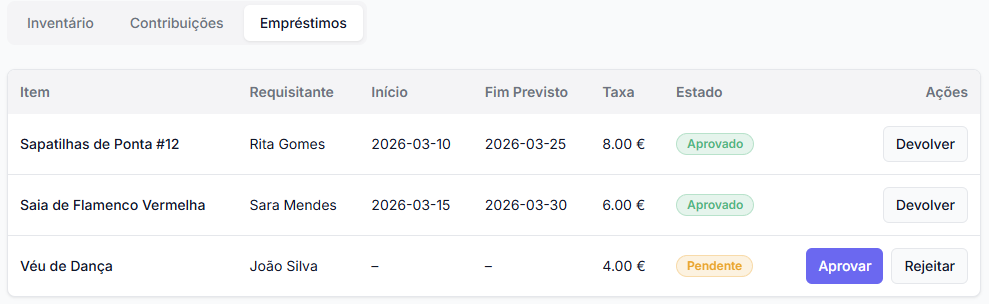 Inventário Contribuições Empréstimos
Item Requisitante Início Fim Previsto Taxa Estado Ações
Sapatilhas de Ponta #12 Rita Gomes 2026-03-10 2026-03-25 8.00 € Aprovado Devolver
Saia de Flamenco Vermelha Sara Mendes 2026-03-15 2026-03-30 6.00 € Aprovado Devolver
Véu de Dança João Silva – – 4.00 € Pendente Aprovar Rejeitar